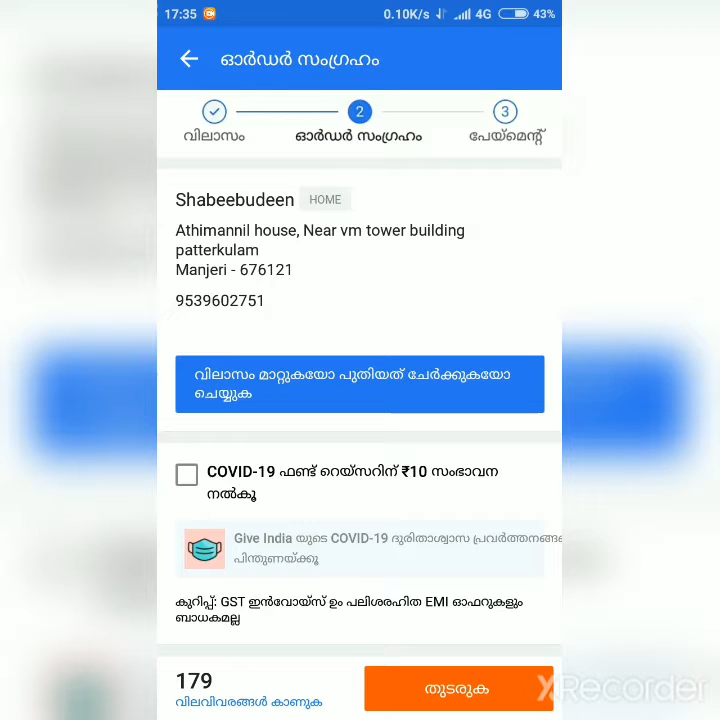 17:35 0.10K/s 4G 43%
ഓർഡർ സംഗ്രഹം
2 3
വിലാസം ഓർഡർ സംഗ്രഹം പേയ്മെന്റ്
Shabeebudeen HOME
Athimannil house, Near vm tower building
patterkulam
Manjeri - 676121
9539602751
വിലാസം മാറ്റുകയോ പുതിയത് ചേർക്കുകയോ
ചെയ്യുക
COVID-19 ഫണ്ട് റെയ്സറിന് ₹10 സംഭാവന
നൽകൂ
Give India യുടെ COVID-19 ദുരിതാശ്വാസ പ്രവർത്തനങ്ങ
പിന്തുണയ്ക്കൂ
കുറിപ്പ്: GST ഇൻവോയ്സ് ഉം പലിശരഹിത EMI ഓഫറുകളും
ബാധകമല്ല
179 തുടരുക XRecorder
വിലവിവരങ്ങൾ കാണുക